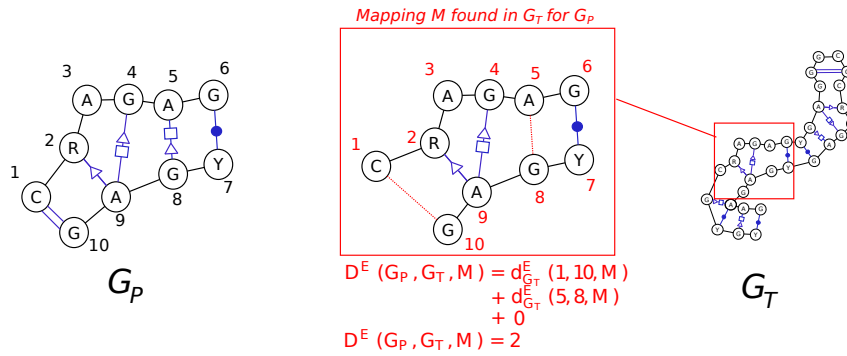 Mapping M found in G_T for G_P
3 4 5 6
A G A G
2
R
1
C
Y
7
G
8
A
9
G
10
G_P
3 4 5 6
A G A G
2
R
1
C
Y
7
G
8
A
9
G
10
D^E (G_P , G_T , M) = d^E_{G_T} (1, 10, M)
+ d^E_{G_T} (5, 8, M)
+ 0
D^E (G_P , G_T , M) = 2
A G A G Y
C R
A G Y
G
A A G
Y G Y
G_T